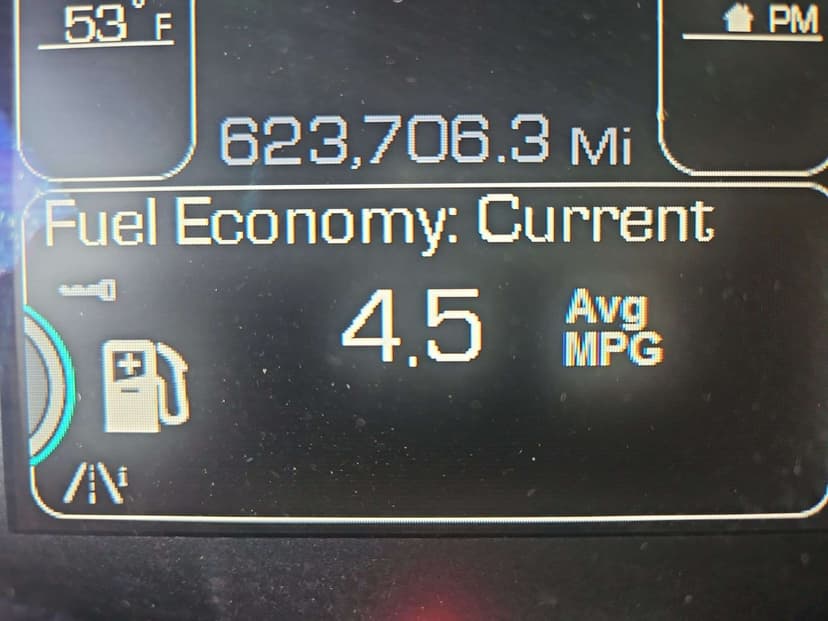 53° F
PM
623,706.3 Mi
Fuel Economy: Current
4.5
Avg
MPG
i